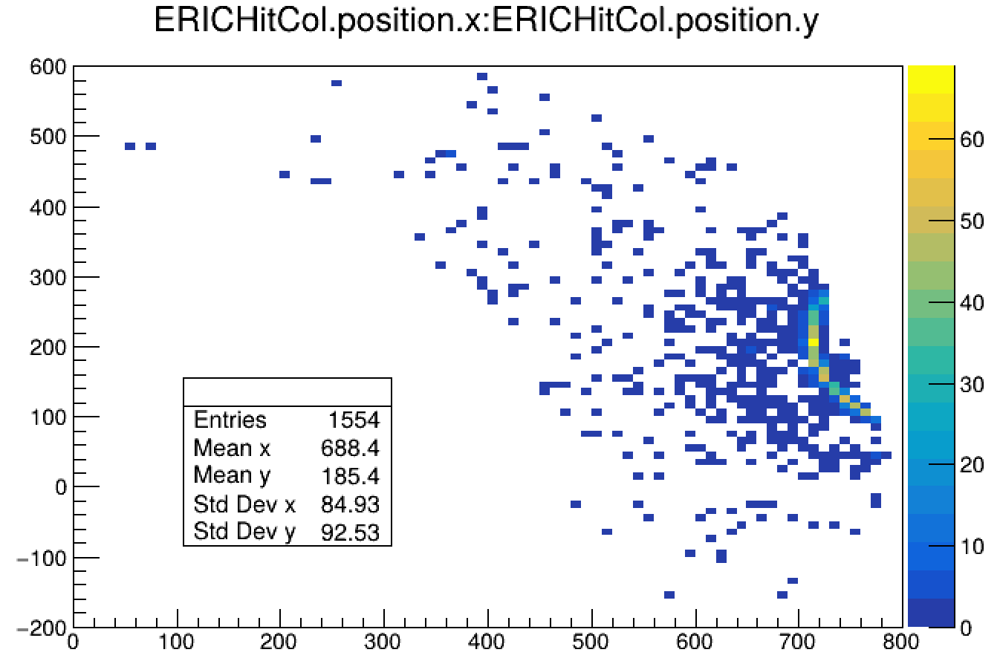 ERICHitCol.position.x:ERICHitCol.position.y
600
500
400
300
200
100
0
−100
−200
0 100 200 300 400 500 600 700 800
Entries 1554
Mean x 688.4
Mean y 185.4
Std Dev x 84.93
Std Dev y 92.53
60
50
40
30
20
10
0